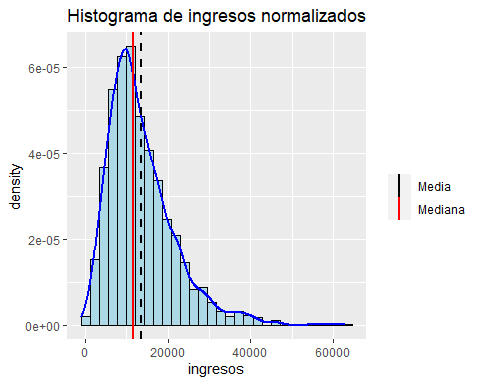 Histograma de ingresos normalizados
6e-05
4e-05
2e-05
0e+00
density
0
20000
40000
60000
ingresos
Media
Mediana